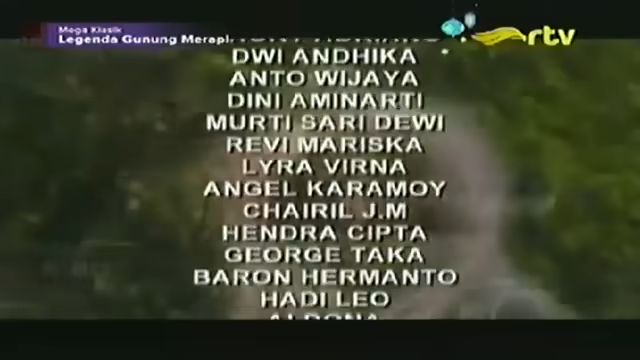 Mega Klasik
Legenda Gunung Merapi
rtv
DWI ANDHIKA
ANTO WIJAYA
DINI AMINARTI
MURTI SARI DEWI
REVI MARISKA
LYRA VIRNA
ANGEL KARAMOY
CHAIRIL J.M
HENDRA CIPTA
GEORGE TAKA
BARON HERMANTO
HADI LEO